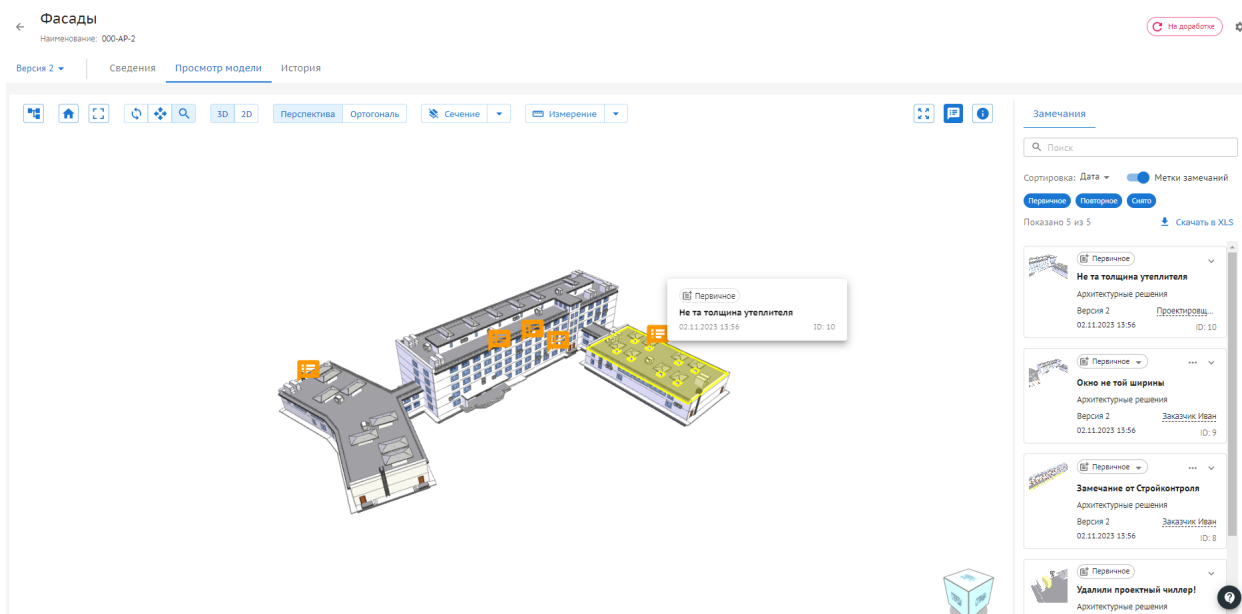 Фасады
Наименование: 000-АР-2
На доработке
Версия 2
Сведения
Просмотр модели
История
3D
2D
Перспектива
Ортогональ
Сечение
Измерение
Замечания
Поиск
Сортировка: Дата
Метки замечаний
Первичное
Повторное
Снято
Показано 5 из 5
Скачать в XLS
Первичное
Не та толщина утеплителя
02.11.2023 13:56
ID: 10
Первичное
Не та толщина утеплителя
Архитектурные решения
Версия 2
Проектировщ...
02.11.2023 13:56
ID: 10
Первичное
Окно не той ширины
Архитектурные решения
Версия 2
Заказчик Иван
02.11.2023 13:56
ID: 9
Первичное
Замечание от Стройконтроля
Архитектурные решения
Версия 2
Заказчик Иван
02.11.2023 13:56
ID: 8
Первичное
Удалили проектный чиллер!
Архитектурные решения